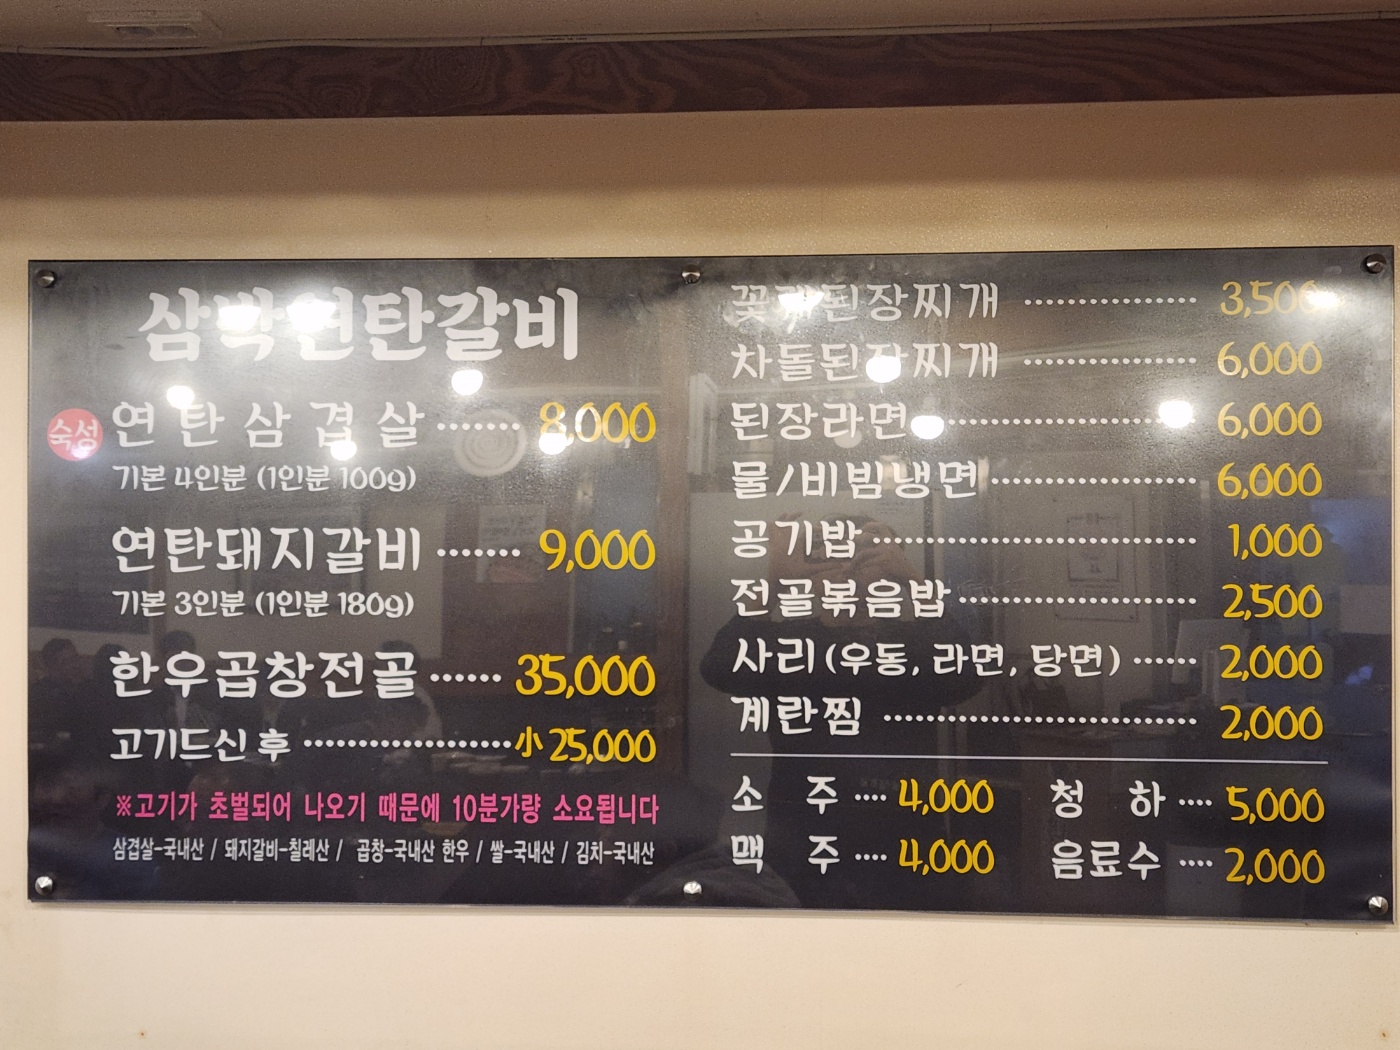 삼박연탄갈비
숙성 연탄삼겹살 ······· 8,000
기본 4인분 (1인분 100g)
연탄돼지갈비 ······· 9,000
기본 3인분 (1인분 180g)
한우곱창전골 ······ 35,000
고기드신 후 ·················· 小 25,000
※고기가 초벌되어 나오기 때문에 10분가량 소요됩니다
삼겹살-국내산 / 돼지갈비-칠레산 / 곱창-국내산 한우 / 쌀-국내산 / 김치-국내산
꽃게된장찌개 ··············· 3,500
차돌된장찌개 ··············· 6,000
된장라면 ························ 6,000
물/비빔냉면 ·················· 6,000
공기밥 ···························· 1,000
전골볶음밥 ····················· 2,500
사리(우동, 라면, 당면) ······ 2,000
계란찜 ··························· 2,000
소 주 ···· 4,000 청 하 ···· 5,000
맥 주 ···· 4,000 음료수 ···· 2,000